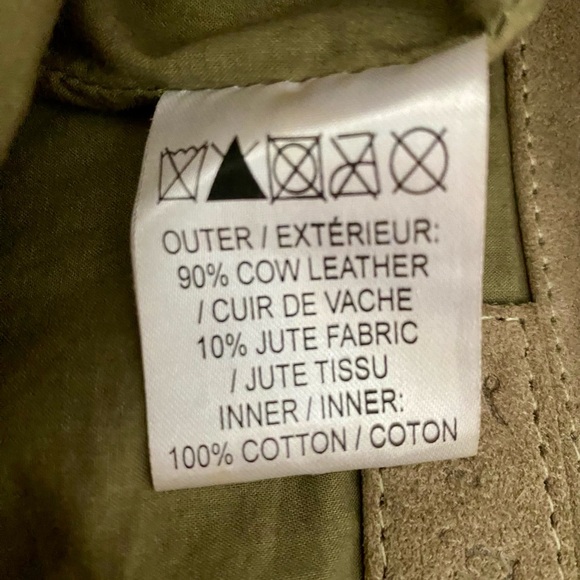 OUTER / EXTÉRIEUR:
90% COW LEATHER
/ CUIR DE VACHE
10% JUTE FABRIC
/ JUTE TISSU
INNER / INNER:
100% COTTON / COTON